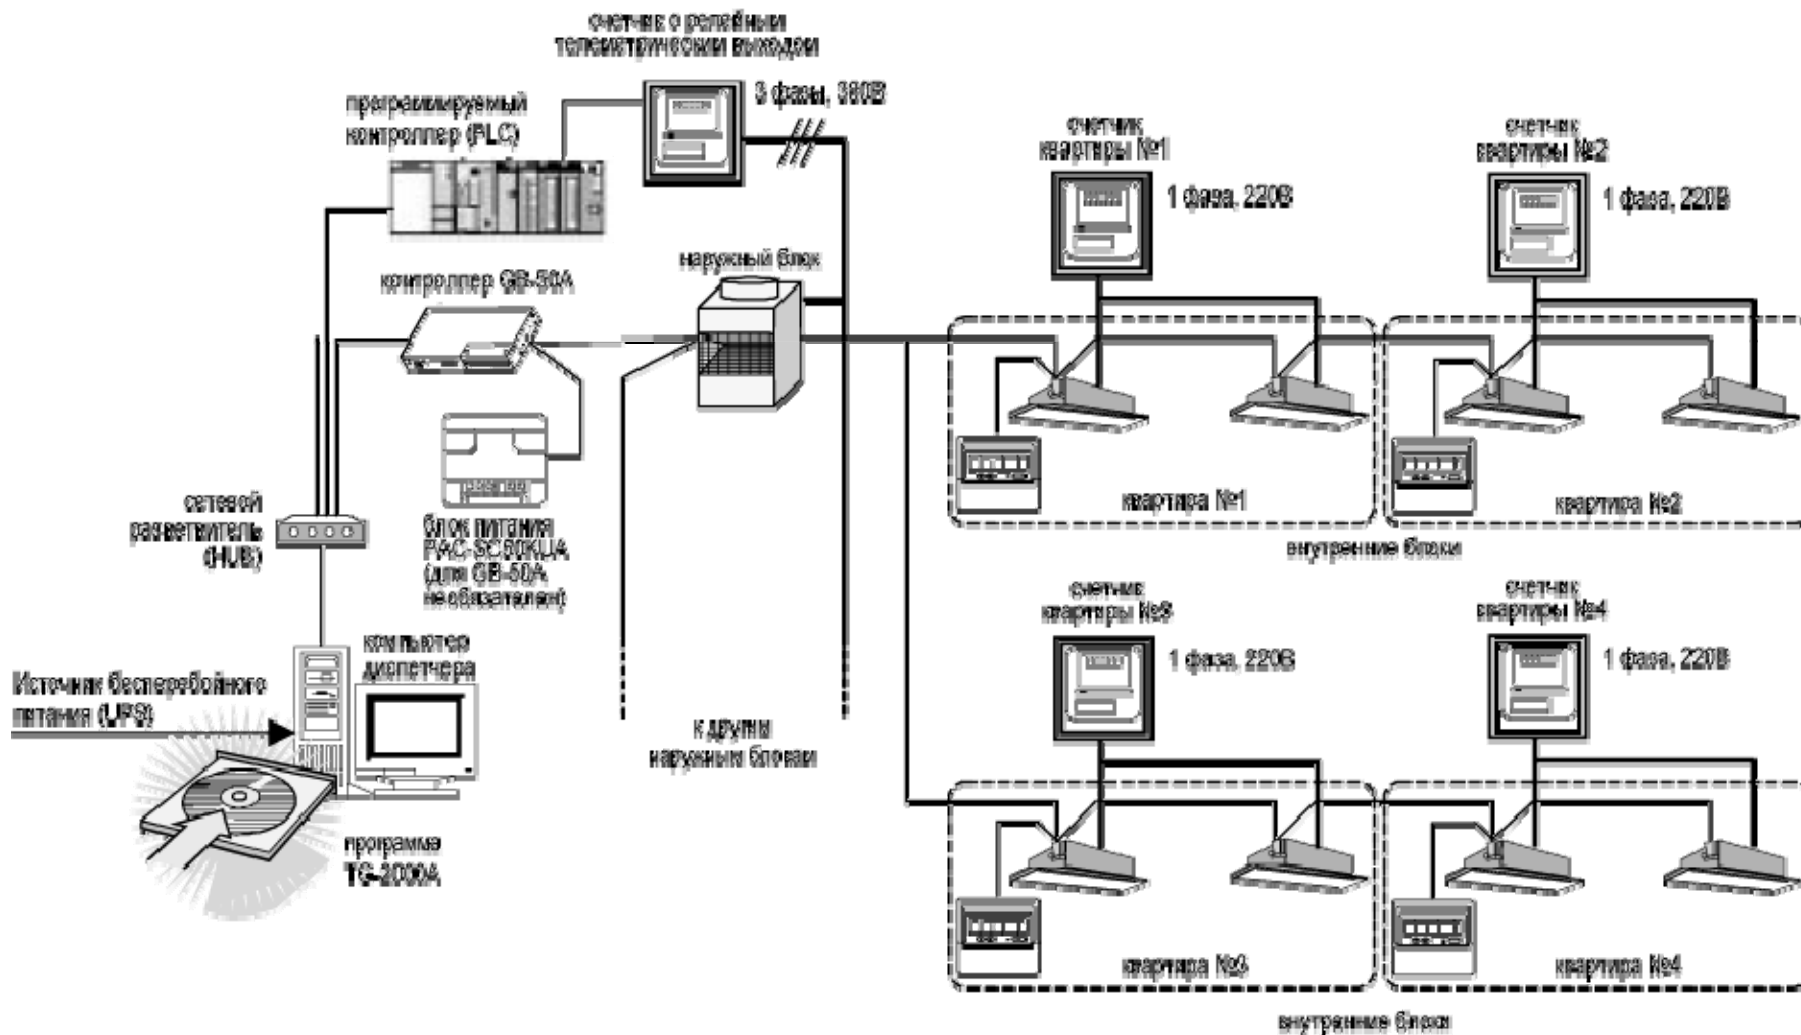 счетчик с релейным
телеметрическим выходом
3 фазы, 380В
программируемый
контроллер (PLC)
счетчик
квартиры №1
1 фаза, 220В
счетчик
квартиры №2
1 фаза, 220В
наружный блок
контроллер GB-50A
сетевой
разветвитель
(HUB)
блок питания
PAC-SC50KUA
(для GB-50A
необязателен)
квартира №1
квартира №2
внутренние блоки
счетчик
квартиры №3
1 фаза, 220В
счетчик
квартиры №4
1 фаза, 220В
компьютер
диспетчера
Источник бесперебойного
питания (UPS)
к другим
наружным блокам
программа
TG-2000A
квартира №3
квартира №4
внутренние блоки